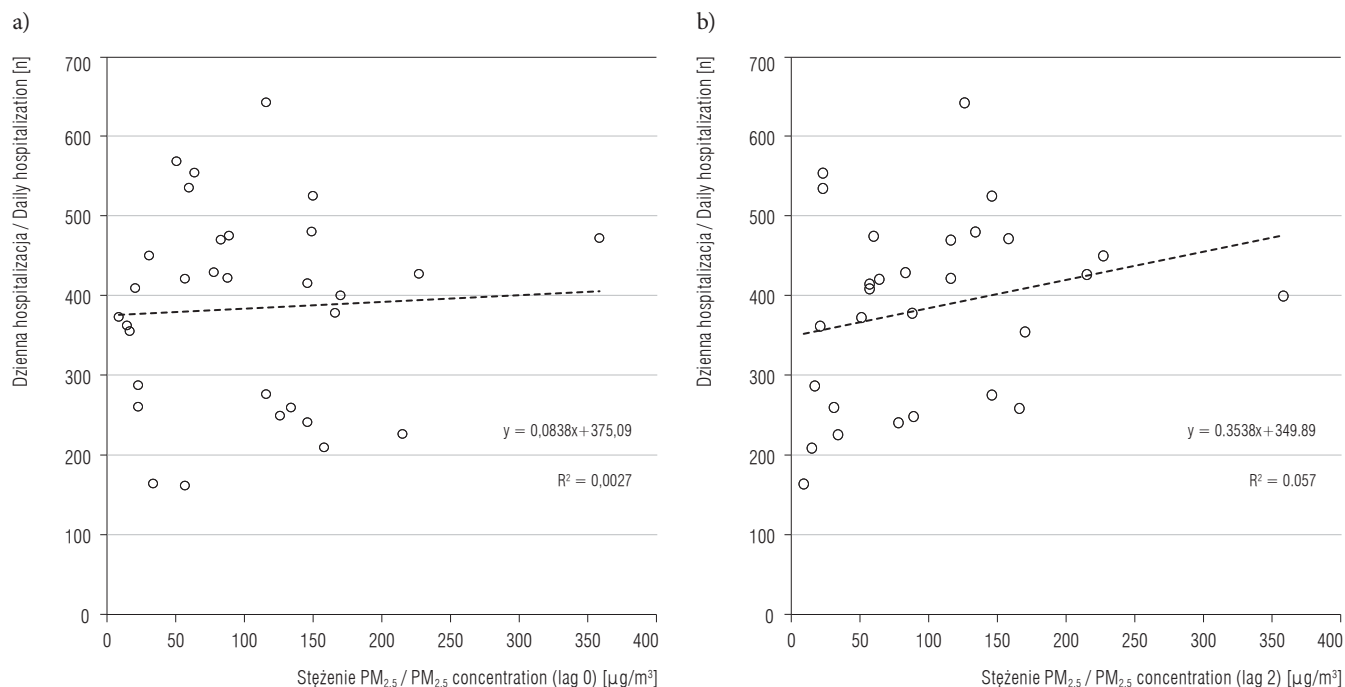 a)
Dzienna hospitalizacja / Daily hospitalization [n]
700
600
500
400
300
200
100
0
y = 0,0838x+375,09
R² = 0,0027
0 50 100 150 200 250 300 350 400
Stężenie PM₂.₅ / PM₂.₅ concentration (lag 0) [µg/m³]
b)
Dzienna hospitalizacja / Daily hospitalization [n]
700
600
500
400
300
200
100
0
y = 0.3538x+349.89
R² = 0.057
0 50 100 150 200 250 300 350 400
Stężenie PM₂.₅ / PM₂.₅ concentration (lag 2) [µg/m³]